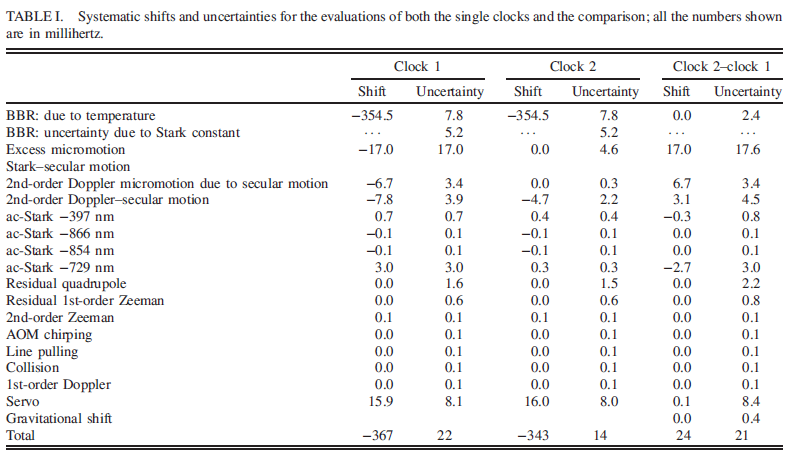 TABLE I. Systematic shifts and uncertainties for the evaluations of both the single clocks and the comparison; all the numbers shown
are in millihertz.
Clock 1 Clock 2 Clock 2–clock 1
Shift Uncertainty Shift Uncertainty Shift Uncertainty
BBR: due to temperature −354.5 7.8 −354.5 7.8 0.0 2.4
BBR: uncertainty due to Stark constant ··· 5.2 ··· 5.2 ··· ···
Excess micromotion −17.0 17.0 0.0 4.6 17.0 17.6
Stark–secular motion
2nd-order Doppler micromotion due to secular motion −6.7 3.4 0.0 0.3 6.7 3.4
2nd-order Doppler–secular motion −7.8 3.9 −4.7 2.2 3.1 4.5
ac-Stark −397 nm 0.7 0.7 0.4 0.4 −0.3 0.8
ac-Stark −866 nm −0.1 0.1 −0.1 0.1 0.0 0.1
ac-Stark −854 nm −0.1 0.1 −0.1 0.1 0.0 0.1
ac-Stark −729 nm 3.0 3.0 0.3 0.3 −2.7 3.0
Residual quadrupole 0.0 1.6 0.0 1.5 0.0 2.2
Residual 1st-order Zeeman 0.0 0.6 0.0 0.6 0.0 0.8
2nd-order Zeeman 0.1 0.1 0.1 0.1 0.0 0.1
AOM chirping 0.0 0.1 0.0 0.1 0.0 0.1
Line pulling 0.0 0.1 0.0 0.1 0.0 0.1
Collision 0.0 0.1 0.0 0.1 0.0 0.1
1st-order Doppler 0.0 0.1 0.0 0.1 0.0 0.1
Servo 15.9 8.1 16.0 8.0 0.1 8.4
Gravitational shift 0.0 0.4
Total −367 22 −343 14 24 21